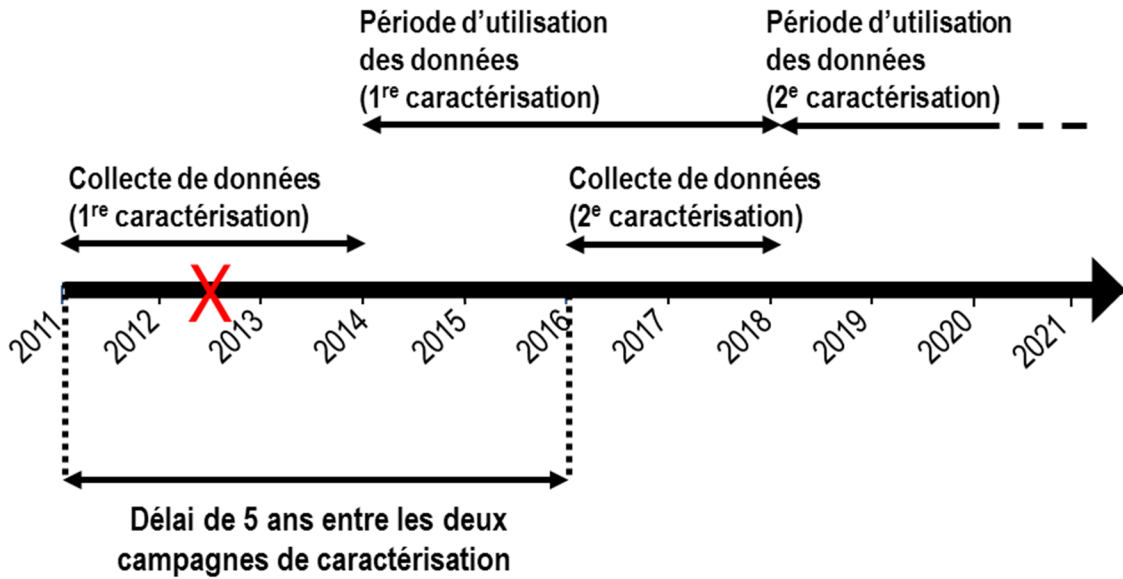 Période d’utilisation
des données
(1re caractérisation)
Période d’utilisation
des données
(2e caractérisation)
Collecte de données
(1re caractérisation)
Collecte de données
(2e caractérisation)
X
2011
2012
2013
2014
2015
2016
2017
2018
2019
2020
2021
Délai de 5 ans entre les deux
campagnes de caractérisation